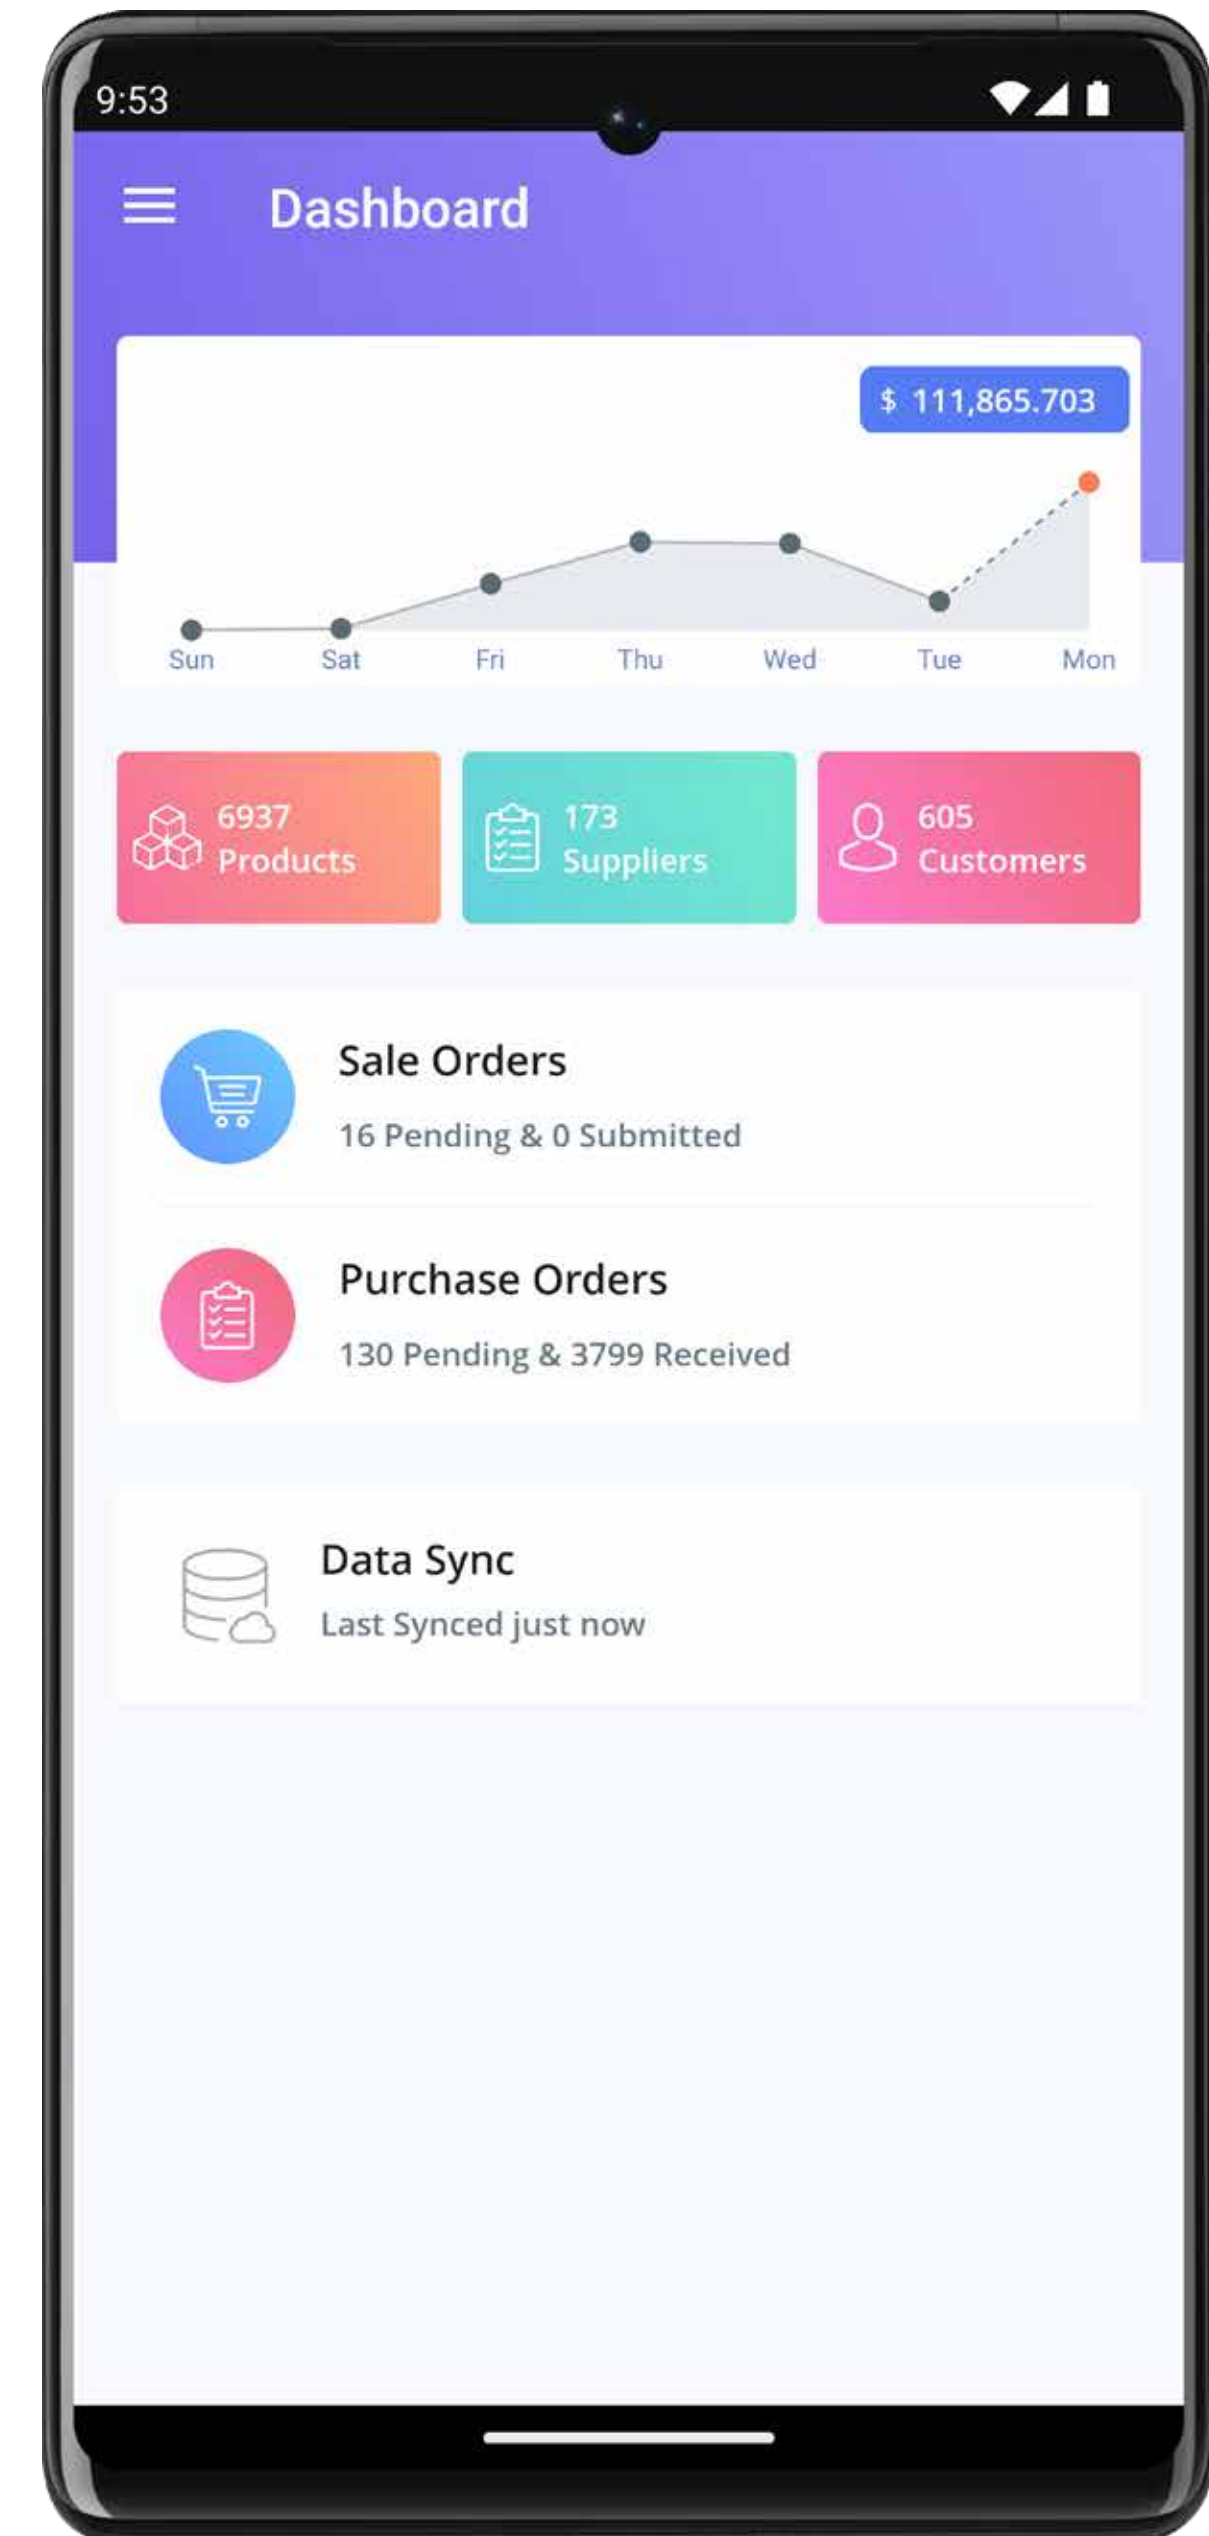 9:53
Dashboard
$ 111,865.703
Sun Sat Fri Thu Wed Tue Mon
6937
Products
173
Suppliers
605
Customers
Sale Orders
16 Pending & 0 Submitted
Purchase Orders
130 Pending & 3799 Received
Data Sync
Last Synced just now